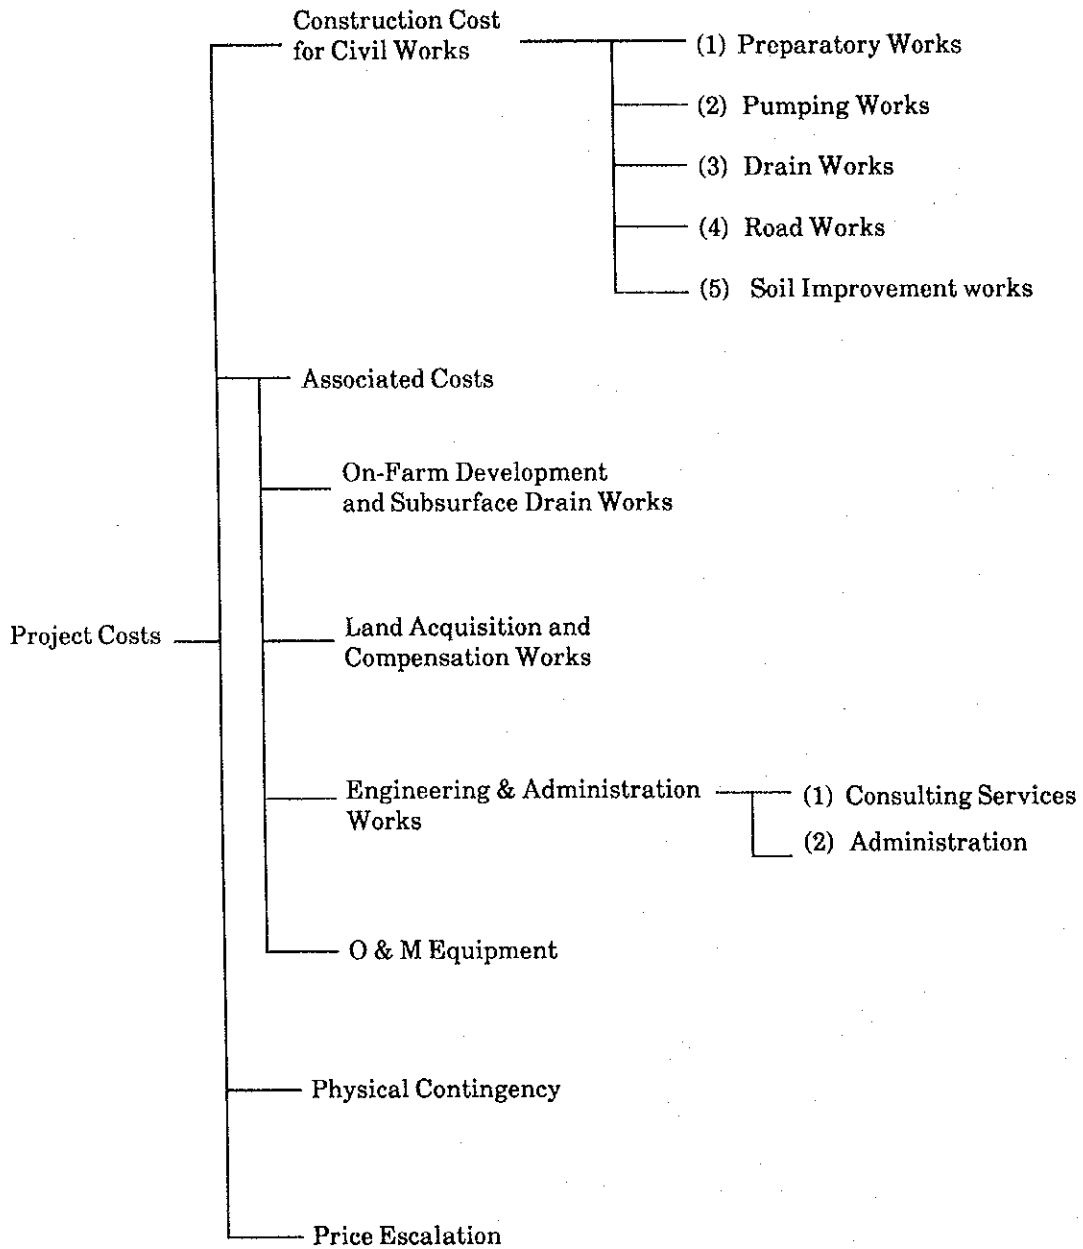 Construction Cost
for Civil Works
(1) Preparatory Works
(2) Pumping Works
(3) Drain Works
(4) Road Works
(5) Soil Improvement works
Associated Costs
On-Farm Development
and Subsurface Drain Works
Project Costs
Land Acquisition and
Compensation Works
Engineering & Administration
Works
(1) Consulting Services
(2) Administration
O & M Equipment
Physical Contingency
Price Escalation